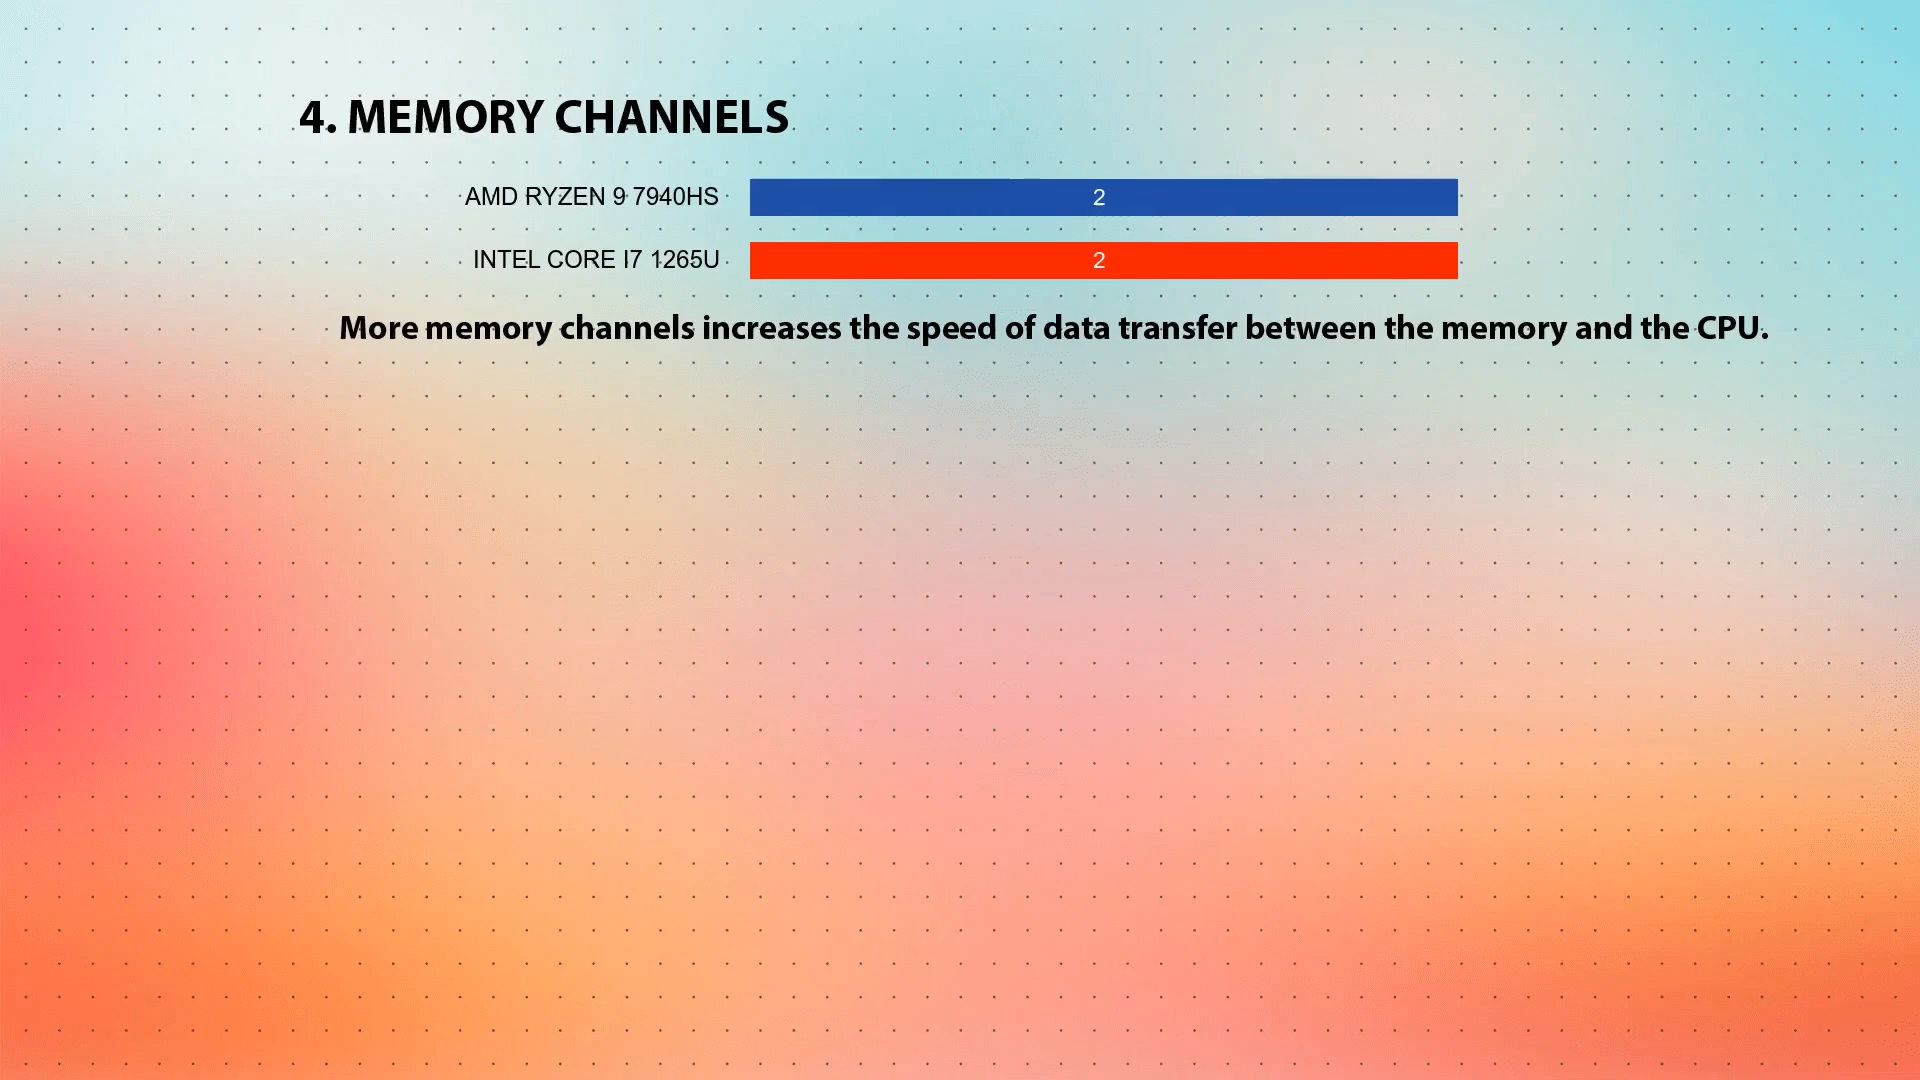 4. MEMORY CHANNELS
AMD RYZEN 9 7940HS
2
INTEL CORE I7 1265U
2
More memory channels increases the speed of data transfer between the memory and the CPU.